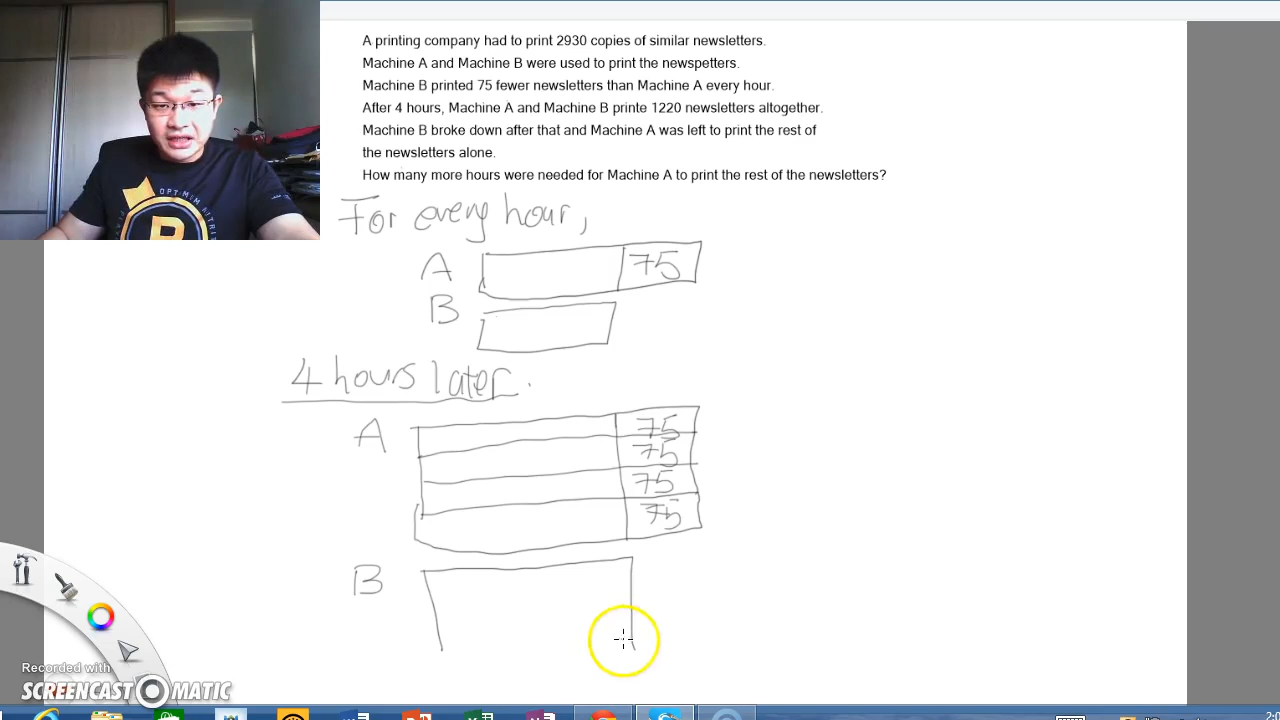 A printing company had to print 2930 copies of similar newsletters.
Machine A and Machine B were used to print the newspetters.
Machine B printed 75 fewer newsletters than Machine A every hour.
After 4 hours, Machine A and Machine B printe 1220 newsletters altogether.
Machine B broke down after that and Machine A was left to print the rest of
the newsletters alone.
How many more hours were needed for Machine A to print the rest of the newsletters?
For every hour,
A 75
B
4 hours later.
A 75
75
75
75
B
Recorded with
SCREENCAST MATIC